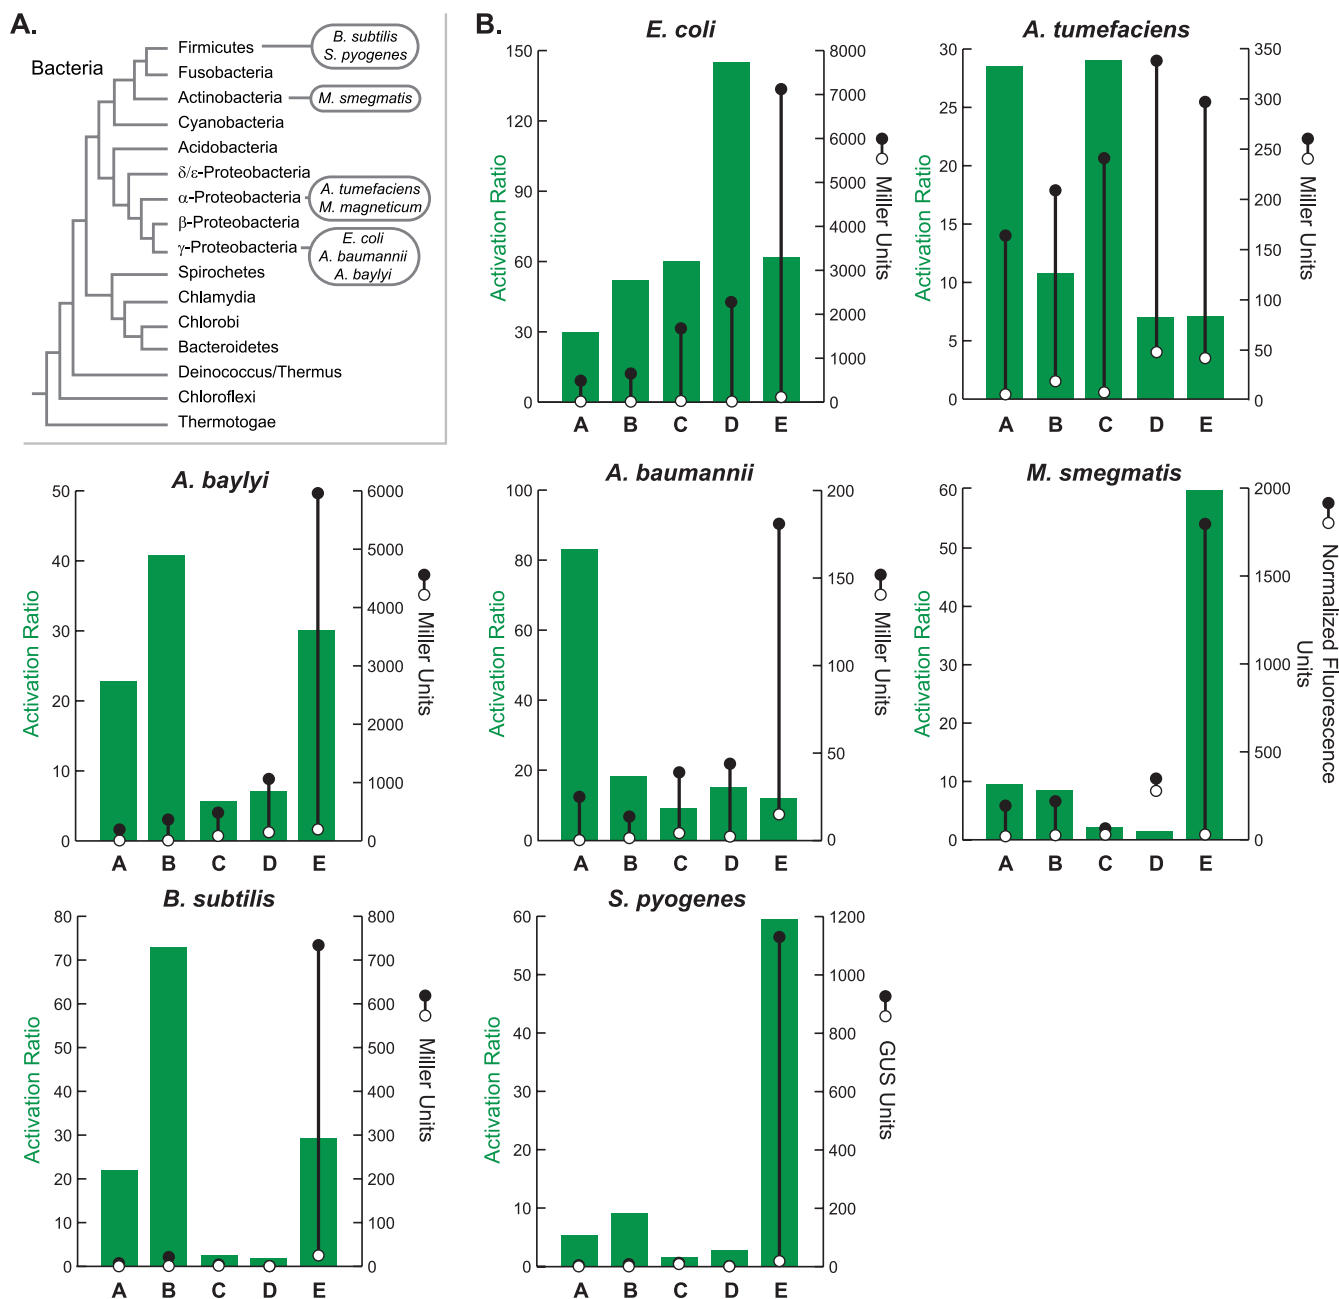 A.
Bacteria
Firmicutes
Fusobacteria
Actinobacteria
Cyanobacteria
Acidobacteria
δ/ε-Proteobacteria
α-Proteobacteria
β-Proteobacteria
γ-Proteobacteria
Spirochetes
Chlamydia
Chlorobi
Bacteroidetes
Deinococcus/Thermus
Chloroflexi
Thermotogae
B. subtilis
S. pyogenes
M. smegmatis
A. tumefaciens
M. magneticum
E. coli
A. baumannii
A. baylyi
B.
E. coli
Activation Ratio
150
120
90
60
30
0
8000
7000
6000
5000
4000
3000
2000
1000
0
Miller Units
A B C D E
A. tumefaciens
Activation Ratio
30
25
20
15
10
5
0
350
300
250
200
150
100
50
0
Miller Units
A B C D E
A. baylyi
Activation Ratio
50
40
30
20
10
0
6000
5000
4000
3000
2000
1000
0
Miller Units
A B C D E
A. baumannii
Activation Ratio
100
80
60
40
20
0
200
150
100
50
0
Miller Units
A B C D E
M. smegmatis
Activation Ratio
60
50
40
30
20
10
0
2000
1500
1000
500
0
Normalized Fluorescence
Units
A B C D E
B. subtilis
Activation Ratio
80
70
60
50
40
30
20
10
0
800
700
600
500
400
300
200
100
0
Miller Units
A B C D E
S. pyogenes
Activation Ratio
60
50
40
30
20
10
0
1200
1000
800
600
400
200
0
GUS Units
A B C D E